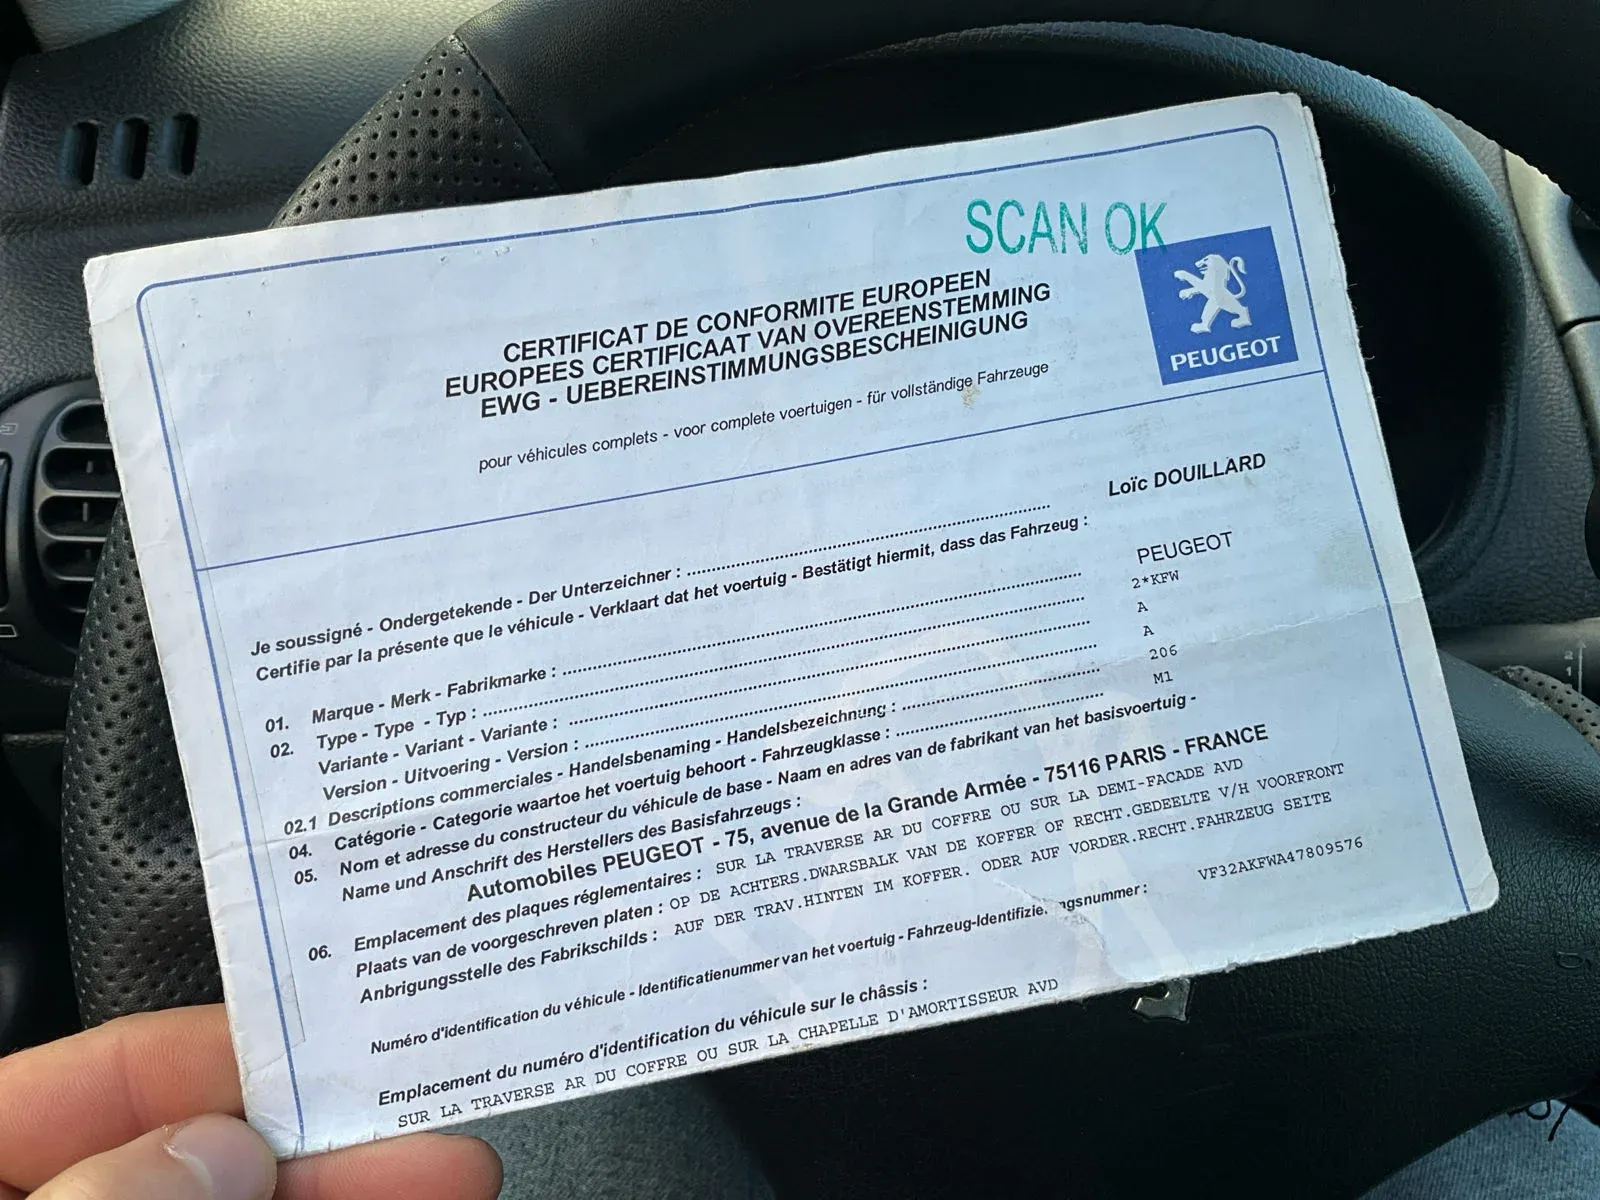 SCAN OK
PEUGEOT
CERTIFICAT DE CONFORMITE EUROPEEN
EUROPEES CERTIFICAAT VAN OVEREENSTEMMING
EWG - UEBEREINSTIMMUNGSBESCHEINIGUNG
pour véhicules complets - voor complete voertuigen - für vollständige Fahrzeuge
Je soussigné - Ondergetekende - Der Unterzeichner : Loïc DOUILLARD
Certifie par la présente que le véhicule - Verklaart dat het voertuig - Bestätigt hiermit, dass das Fahrzeug :
01. Marque - Merk - Fabrikmarke : PEUGEOT
02. Type - Type - Typ : 2*KFW
Variante - Variant - Variante : A
Version - Uitvoering - Version : A
02.1 Descriptions commerciales - Handelsbenaming - Handelsbezeichnung : 206
04. Catégorie - Categorie waartoe het voertuig behoort - Fahrzeugklasse : M1
05. Nom et adresse du constructeur du véhicule de base - Naam en adres van de fabrikant van het basisvoertuig -
Name und Anschrift des Herstellers des Basisfahrzeugs :
Automobiles PEUGEOT - 75, avenue de la Grande Armée - 75116 PARIS - FRANCE
06. Emplacement des plaques réglementaires : SUR LA TRAVERSE AR DU COFFRE OU SUR LA DEMI-FACADE AVD
Plaats van de voorgeschreven platen : OP DE ACHTERS.DWARSBALK VAN DE KOFFER OF RECHT.GEDEELTE V/H VOORFRONT
Anbrigungsstelle des Fabrikschilds : AUF DER TRAV.HINTEN IM KOFFER. ODER AUF VORDER.RECHT.FAHRZEUG SEITE
Numéro d'identification du véhicule - Identificatienummer van het voertuig - Fahrzeug-Identifizie ngsnummer : VF32AKFWA47809576
Emplacement du numéro d'identification du véhicule sur le châssis :
SUR LA TRAVERSE AR DU COFFRE OU SUR LA CHAPELLE D'AMORTISSEUR AVD